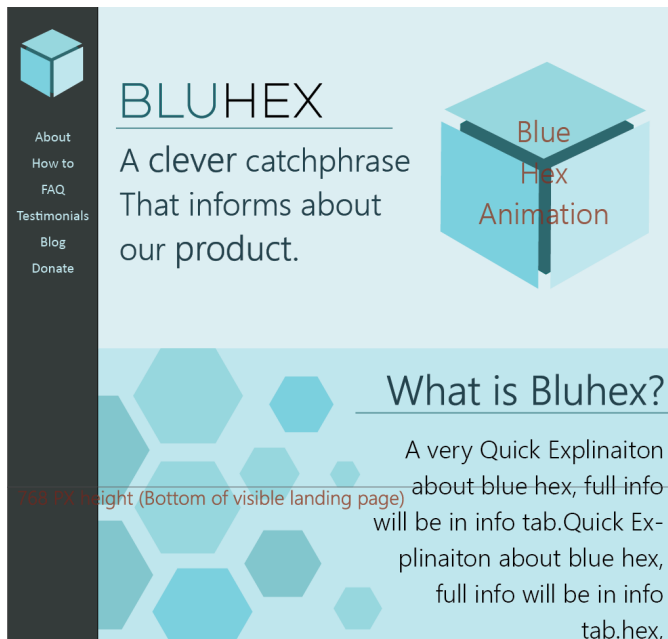 About
How to
FAQ
Testimonials
Blog
Donate
BLUHEX
A clever catchphrase
That informs about
our product.
Blue
Hex
Animation
What is Bluhex?
A very Quick Explinaiton
about blue hex, full info
will be in info tab.Quick Ex-
plinaiton about blue hex,
full info will be in info
tab.hex,
height (Bottom of visible landing page)